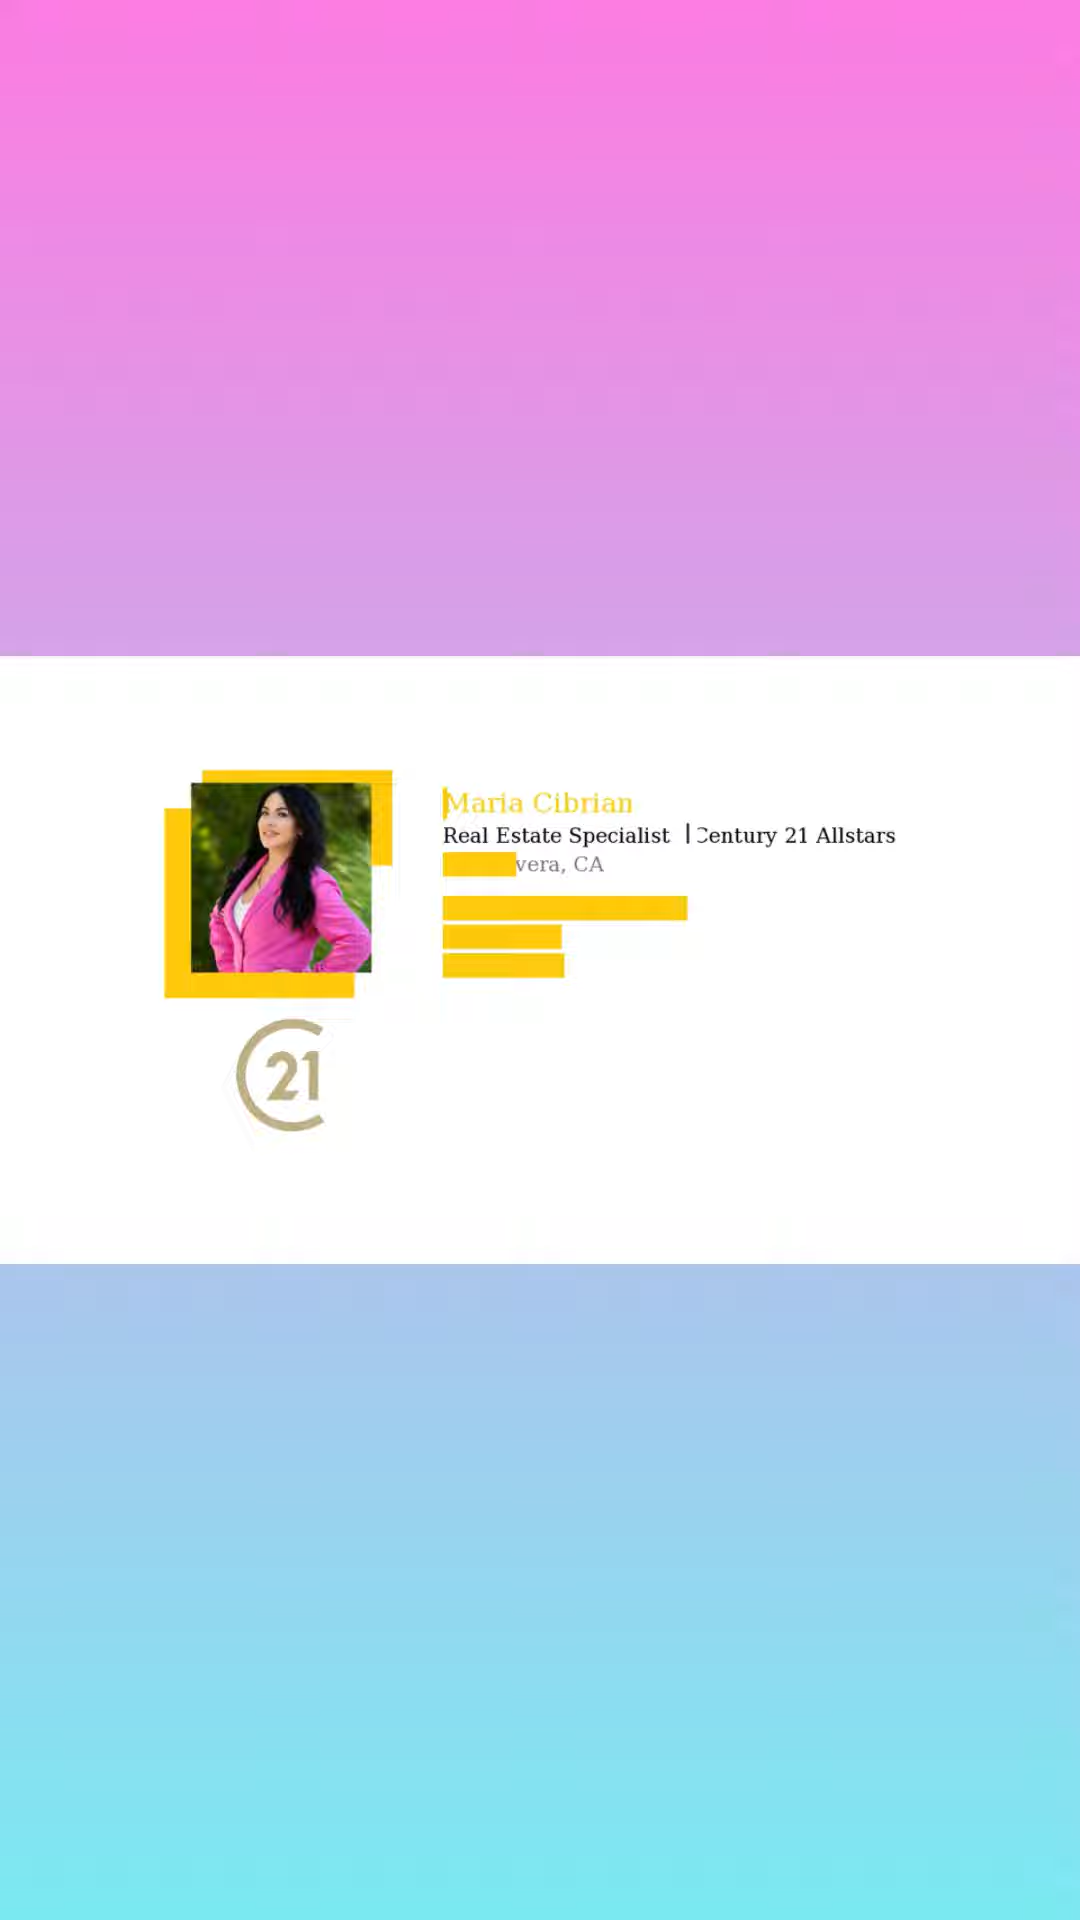 Maria Cibrian
Real Estate Specialist | Century 21 Allstars
vera, CA
21